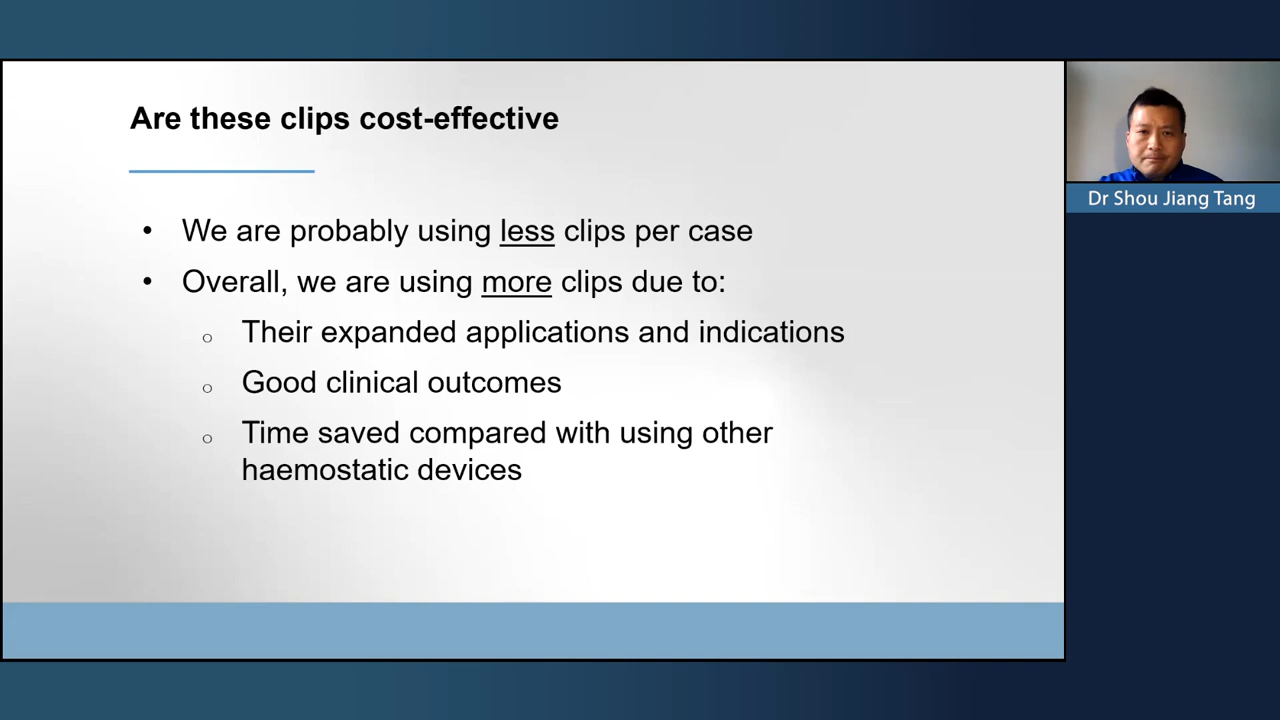 Are these clips cost-effective
• We are probably using less clips per case
• Overall, we are using more clips due to:
○ Their expanded applications and indications
○ Good clinical outcomes
○ Time saved compared with using other
haemostatic devices
Dr Shou Jiang Tang